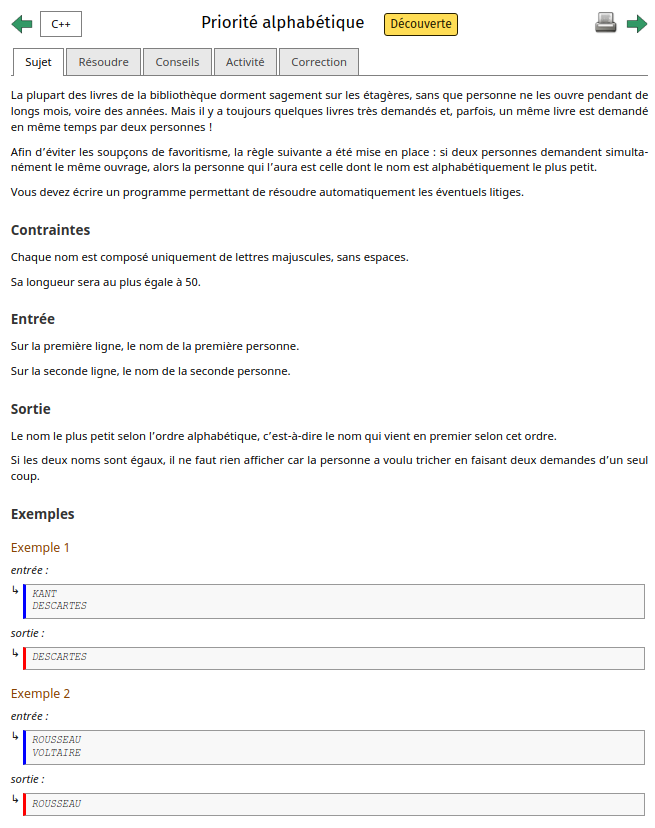 C++ Priorité alphabétique Découverte
Sujet Résoudre Conseils Activité Correction
La plupart des livres de la bibliothèque dorment sagement sur les étagères, sans que personne ne les ouvre pendant de
longs mois, voire des années. Mais il y a toujours quelques livres très demandés et, parfois, un même livre est demandé
en même temps par deux personnes !
Afin d'éviter les soupçons de favoritisme, la règle suivante a été mise en place : si deux personnes demandent simulta-
nément le même ouvrage, alors la personne qui l'aura est celle dont le nom est alphabétiquement le plus petit.
Vous devez écrire un programme permettant de résoudre automatiquement les éventuels litiges.
Contraintes
Chaque nom est composé uniquement de lettres majuscules, sans espaces.
Sa longueur sera au plus égale à 50.
Entrée
Sur la première ligne, le nom de la première personne.
Sur la seconde ligne, le nom de la seconde personne.
Sortie
Le nom le plus petit selon l'ordre alphabétique, c'est-à-dire le nom qui vient en premier selon cet ordre.
Si les deux noms sont égaux, il ne faut rien afficher car la personne a voulu tricher en faisant deux demandes d'un seul
coup.
Exemples
Exemple 1
entrée :
KANT
DESCARTES
sortie :
DESCARTES
Exemple 2
entrée :
ROUSSEAU
VOLTAIRE
sortie :
ROUSSEAU